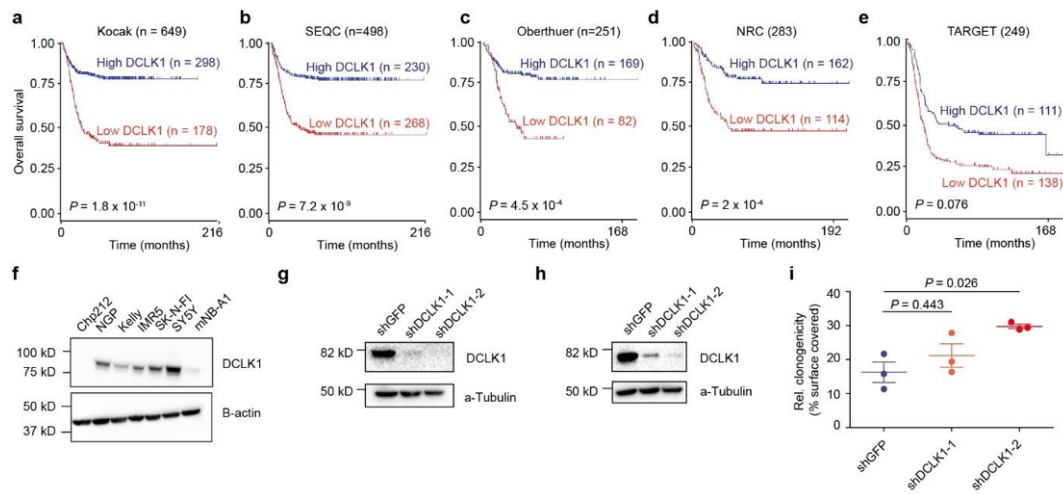 a
Kocak (n = 649)
Overall survival
1.00
0.75
0.50
0.25
0.00
High DCLK1 (n = 298)
Low DCLK1 (n = 178)
P = 1.8 x 10-11
0
216
Time (months)
b
SEQC (n=498)
1.00
0.75
0.50
0.25
0.00
High DCLK1 (n = 230)
Low DCLK1 (n = 268)
P = 7.2 x 10-9
0
216
Time (months)
c
Oberthuer (n=251)
1.00
0.75
0.50
0.25
0.00
High DCLK1 (n = 169)
Low DCLK1 (n = 82)
P = 4.5 x 10-4
0
168
Time (months)
d
NRC (283)
1.00
0.75
0.50
0.25
0.00
High DCLK1 (n = 162)
Low DCLK1 (n = 114)
P = 2 x 10-4
0
192
Time (months)
e
TARGET (249)
1.00
0.75
0.50
0.25
0.00
High DCLK1 (n = 111)
Low DCLK1 (n = 138)
P = 0.076
0
168
Time (months)
f
Chp212
NGP
Kelly
IMR5
SK-N-FI
SY5Y
mNB-A1
100 kD
75 kD
DCLK1
50 kD
37 kD
B-actin
g
shGFP
shDCLK1-1
shDCLK1-2
82 kD
DCLK1
50 kD
a-Tubulin
h
shGFP
shDCLK1-1
shDCLK1-2
82 kD
DCLK1
50 kD
a-Tubulin
i
P = 0.026
P = 0.443
Rel. clonogenicity
(% surface covered)
40
30
20
10
0
shGFP
shDCLK1-1
shDCLK1-2